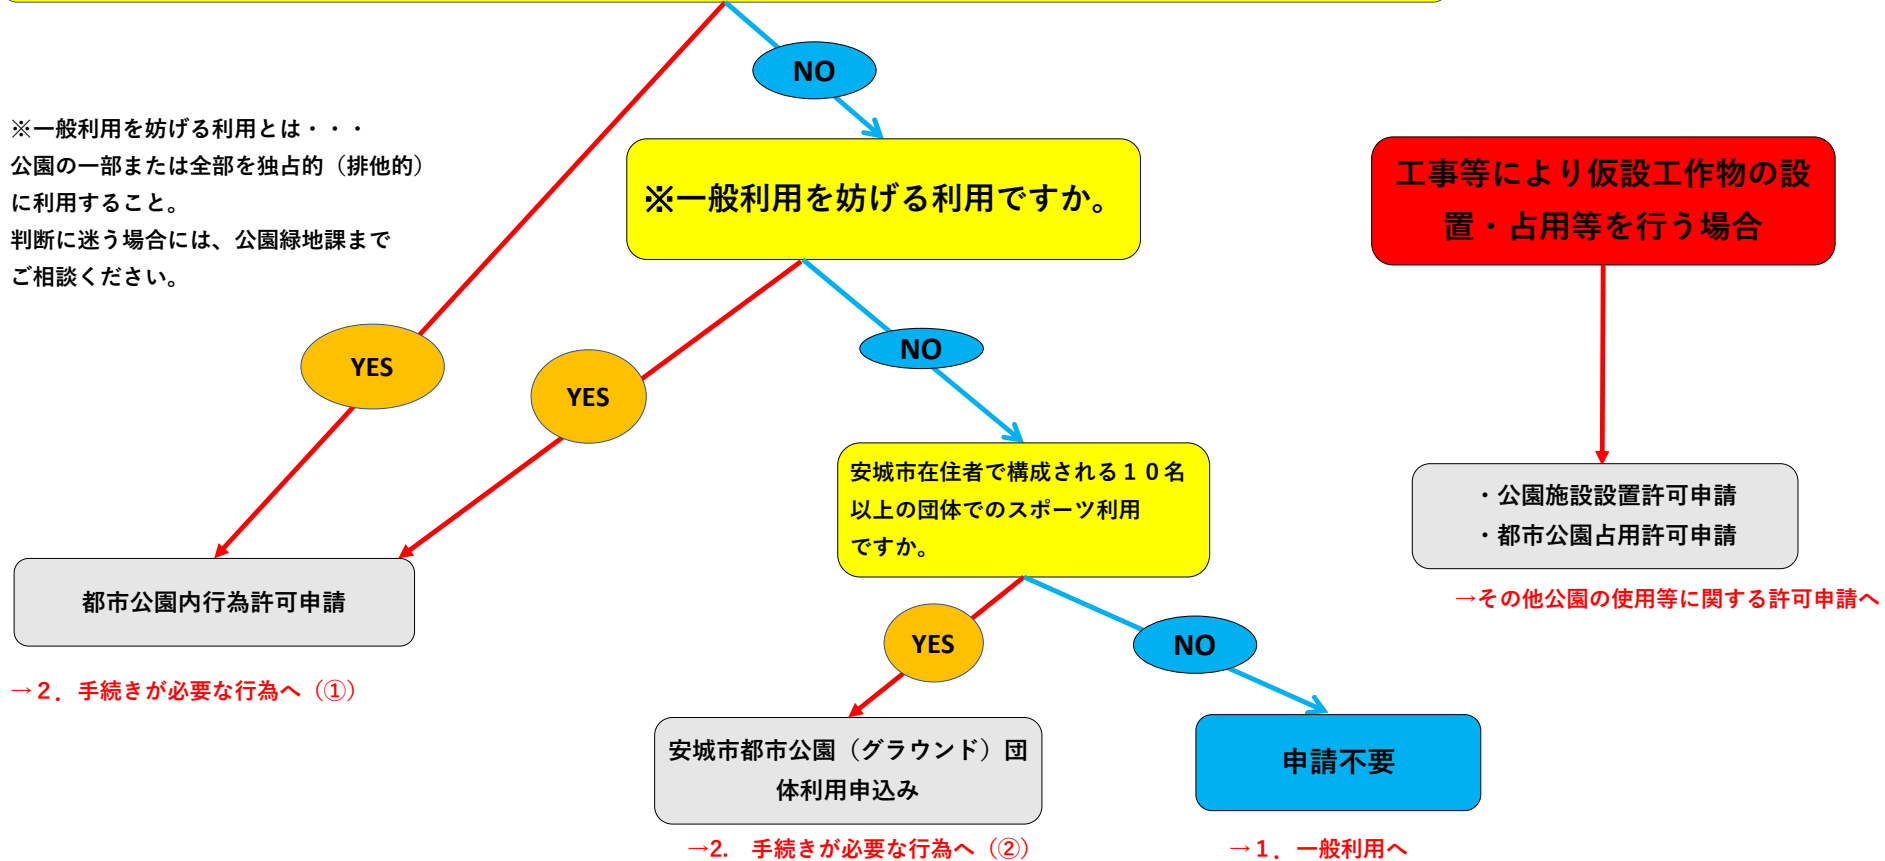 NO
※一般利用を妨げる利用とは・・・
公園の一部または全部を独占的（排他的）
に利用すること。
判断に迷う場合には、公園緑地課まで
ご相談ください。
※一般利用を妨げる利用ですか。
工事等により仮設工作物の設
置・占用等を行う場合
YES
YES
NO
安城市在住者で構成される１０名
以上の団体でのスポーツ利用
ですか。
・公園施設設置許可申請
・都市公園占用許可申請
→その他公園の使用等に関する許可申請へ
都市公園内行為許可申請
→２．手続きが必要な行為へ（①）
YES
NO
安城市都市公園（グラウンド）団
体利用申込み
→2.　手続きが必要な行為へ（②）
申請不要
→１．一般利用へ